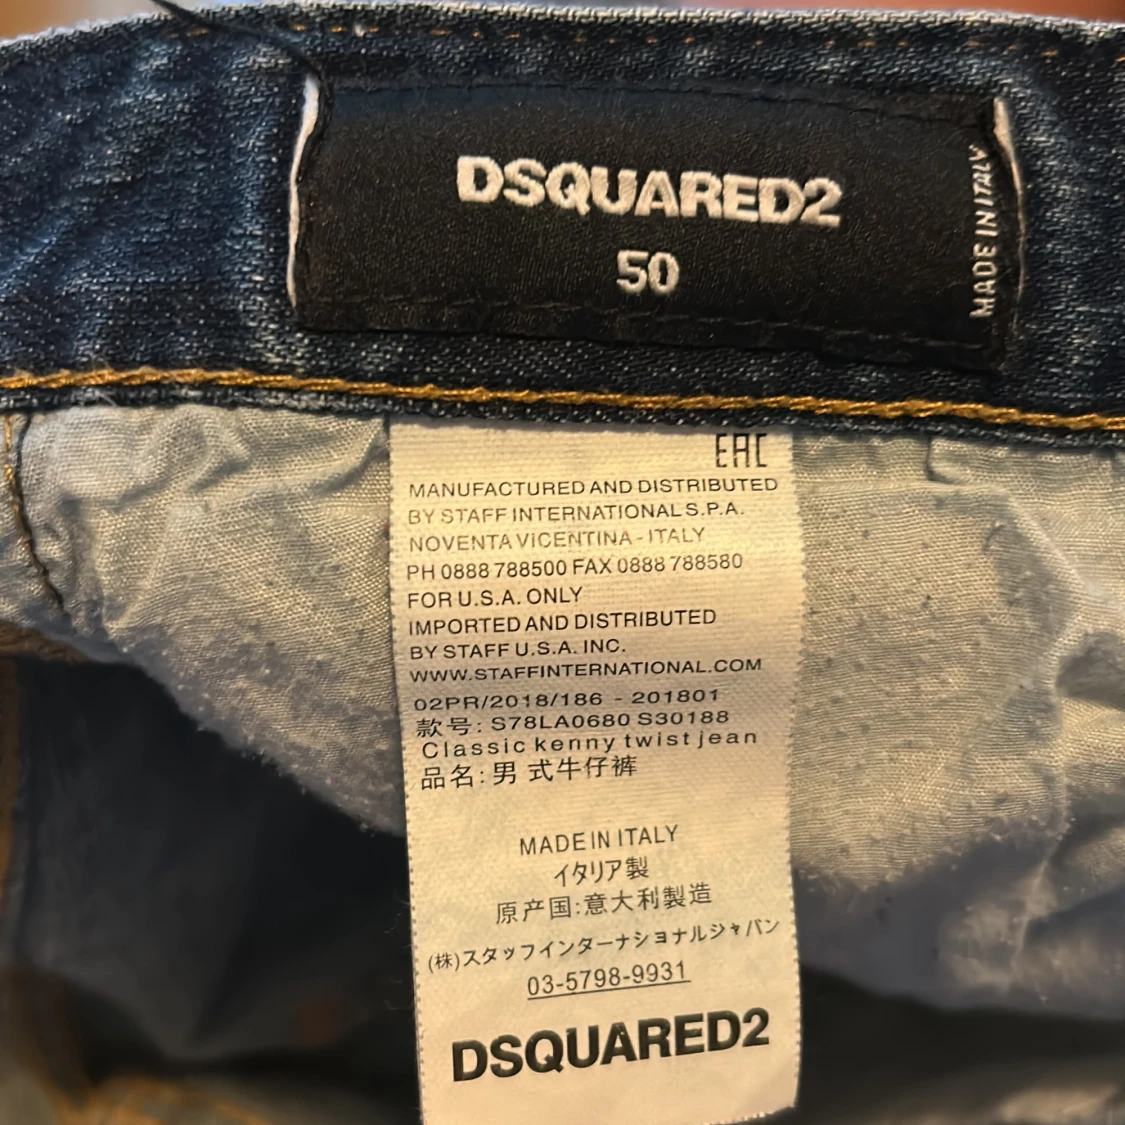 DSQUARED2
50
MADE IN ITALY
EAC
MANUFACTURED AND DISTRIBUTED
BY STAFF INTERNATIONAL S.P.A.
NOVENTA VICENTINA - ITALY
PH 0888 788500 FAX 0888 788580
FOR U.S.A. ONLY
IMPORTED AND DISTRIBUTED
BY STAFF U.S.A. INC.
WWW.STAFFINTERNATIONAL.COM
02PR/2018/186 - 201801
款号: S78LA0680 S30188
Classic kenny twist jean
品名: 男 式牛仔裤
MADE IN ITALY
イタリア製
原产国:意大利製造
(株)スタッフインターナショナルジャパン
03-5798-9931
DSQUARED2